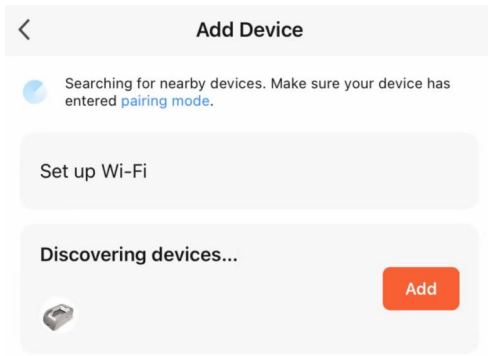 Add Device
Searching for nearby devices. Make sure your device has
entered pairing mode.
Set up Wi-Fi
Discovering devices...
Add